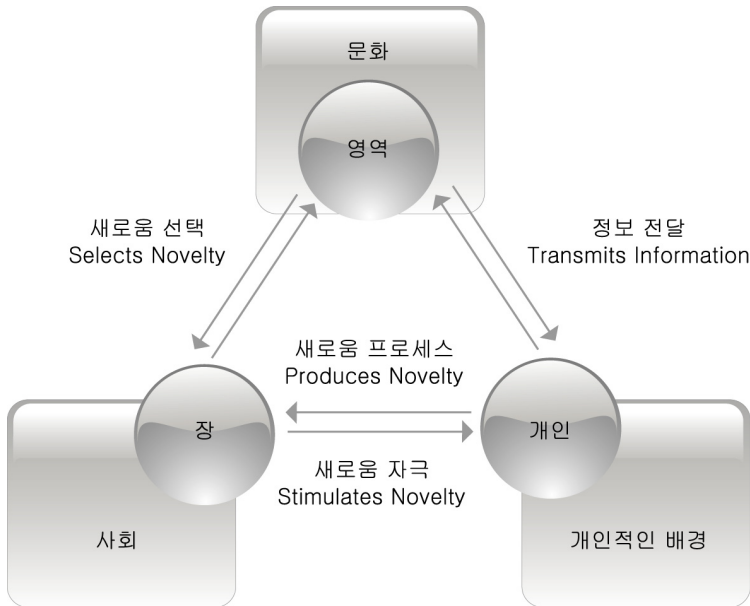 문화
영역
새로움 선택
Selects Novelty
정보 전달
Transmits Information
새로움 프로세스
Produces Novelty
장
개인
새로움 자극
Stimulates Novelty
사회
개인적인 배경